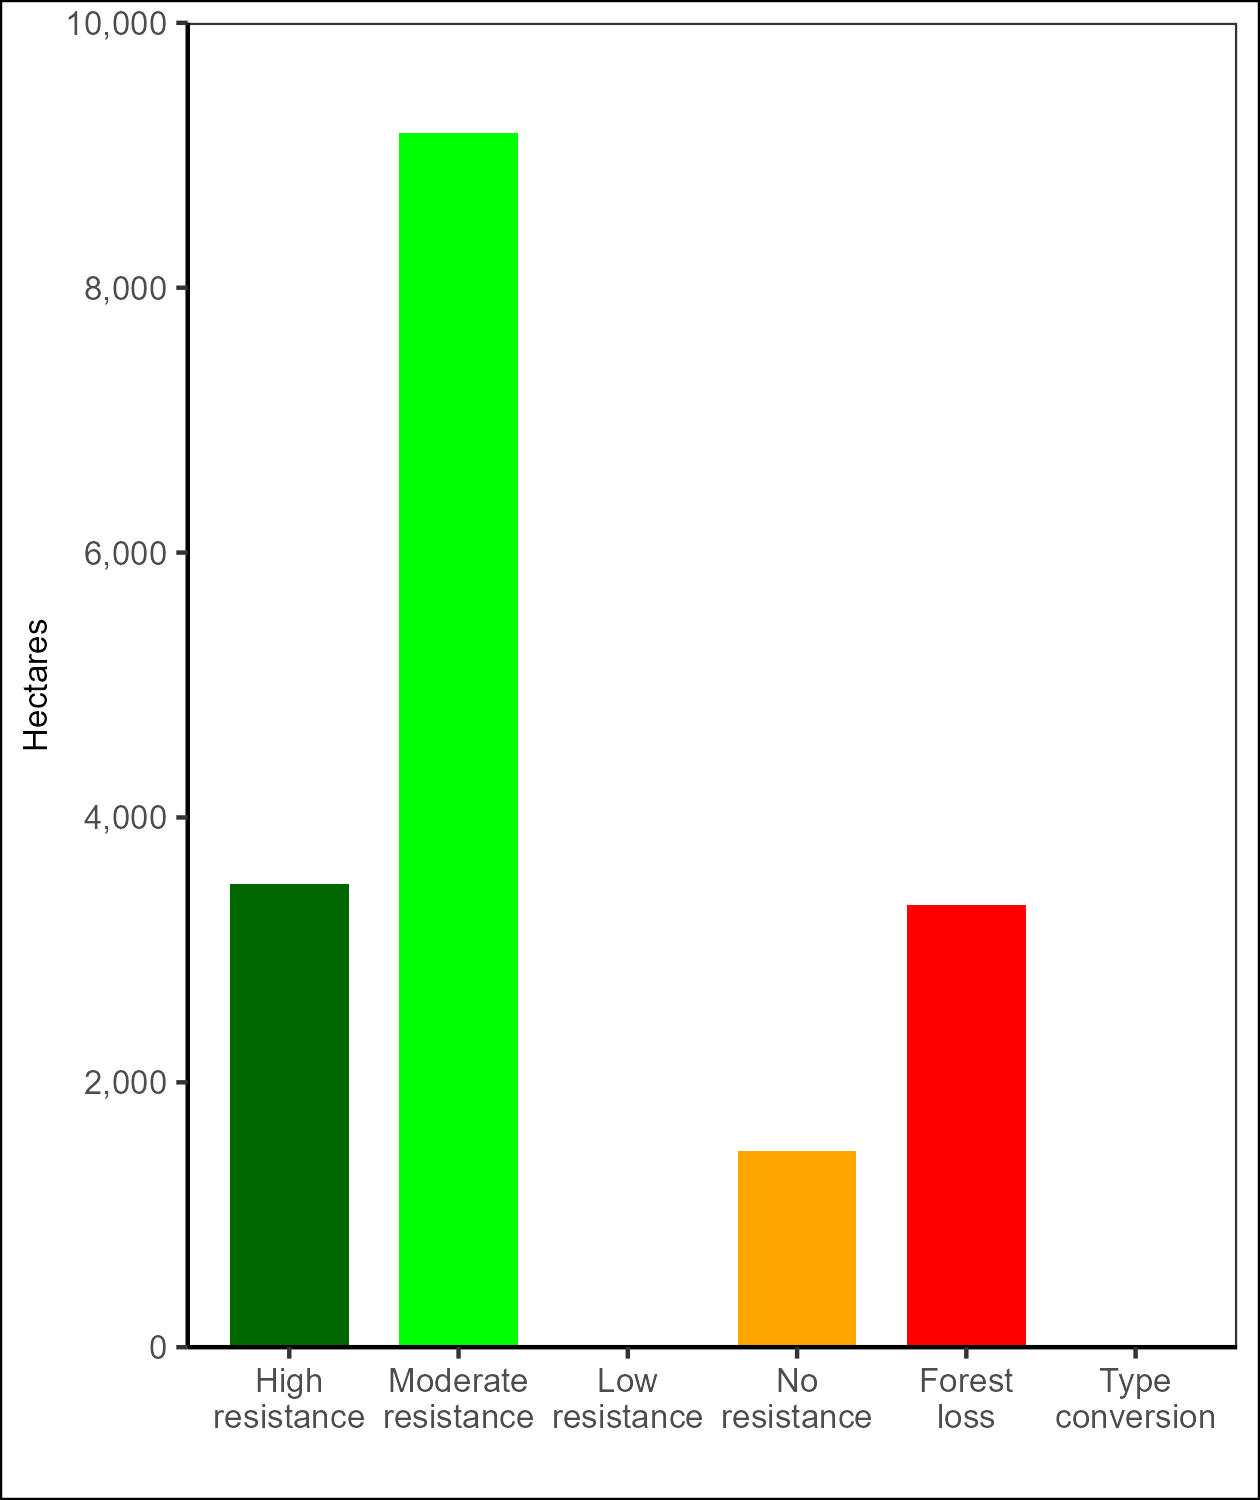 10,000
8,000
6,000
4,000
2,000
0
Hectares
High
resistance
Moderate
resistance
Low
resistance
No
resistance
Forest
loss
Type
conversion